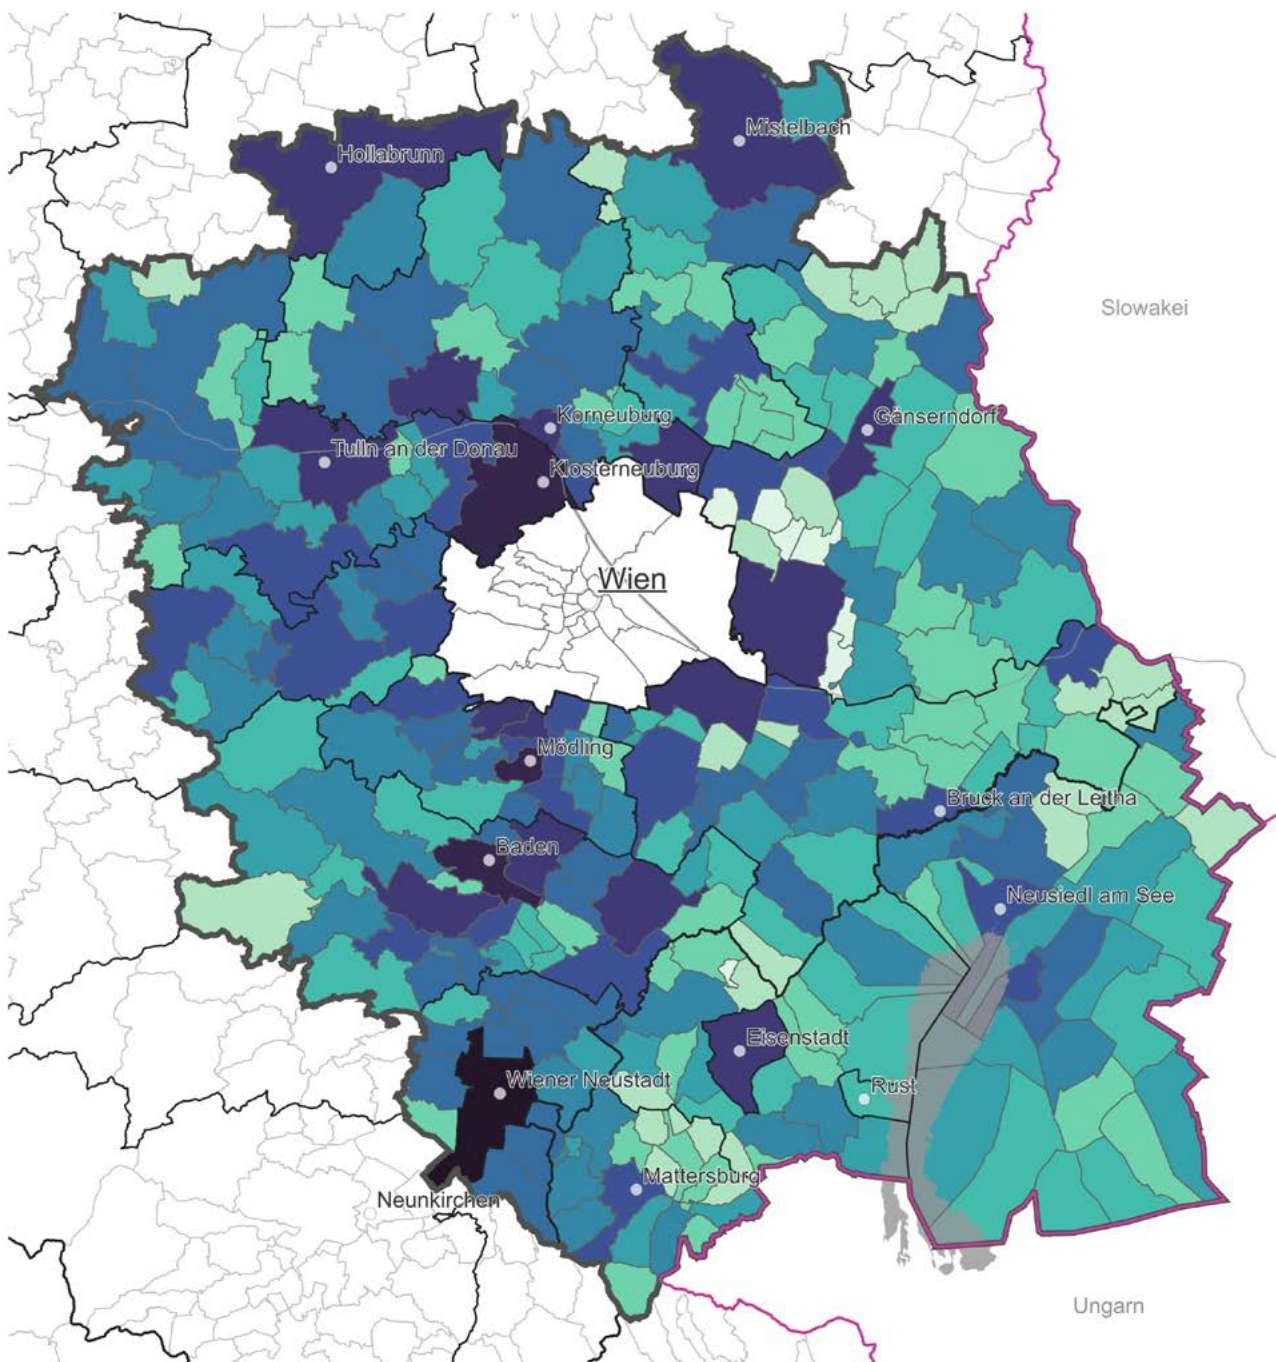 Mistelbach
Hollabrunn
Slowakei
Korneuburg
Gänserndorf
Tulln an der Donau
Klosterneuburg
Wien
Mödling
Bruck an der Leitha
Baden
Neusiedl am See
Eisenstadt
Wiener Neustadt
Rust
Mattersburg
Neunkirchen
Ungarn